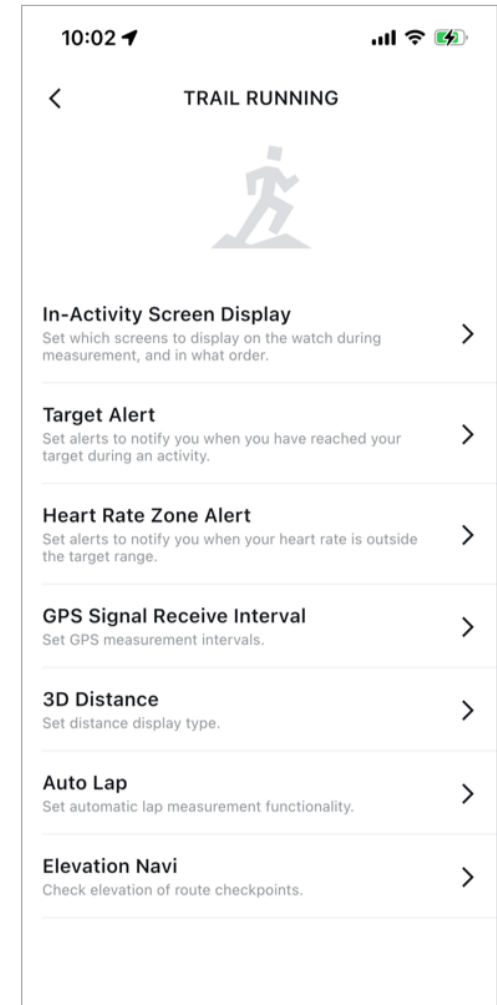 10:02
TRAIL RUNNING
In-Activity Screen Display
Set which screens to display on the watch during
measurement, and in what order.
Target Alert
Set alerts to notify you when you have reached your
target during an activity.
Heart Rate Zone Alert
Set alerts to notify you when your heart rate is outside
the target range.
GPS Signal Receive Interval
Set GPS measurement intervals.
3D Distance
Set distance display type.
Auto Lap
Set automatic lap measurement functionality.
Elevation Navi
Check elevation of route checkpoints.